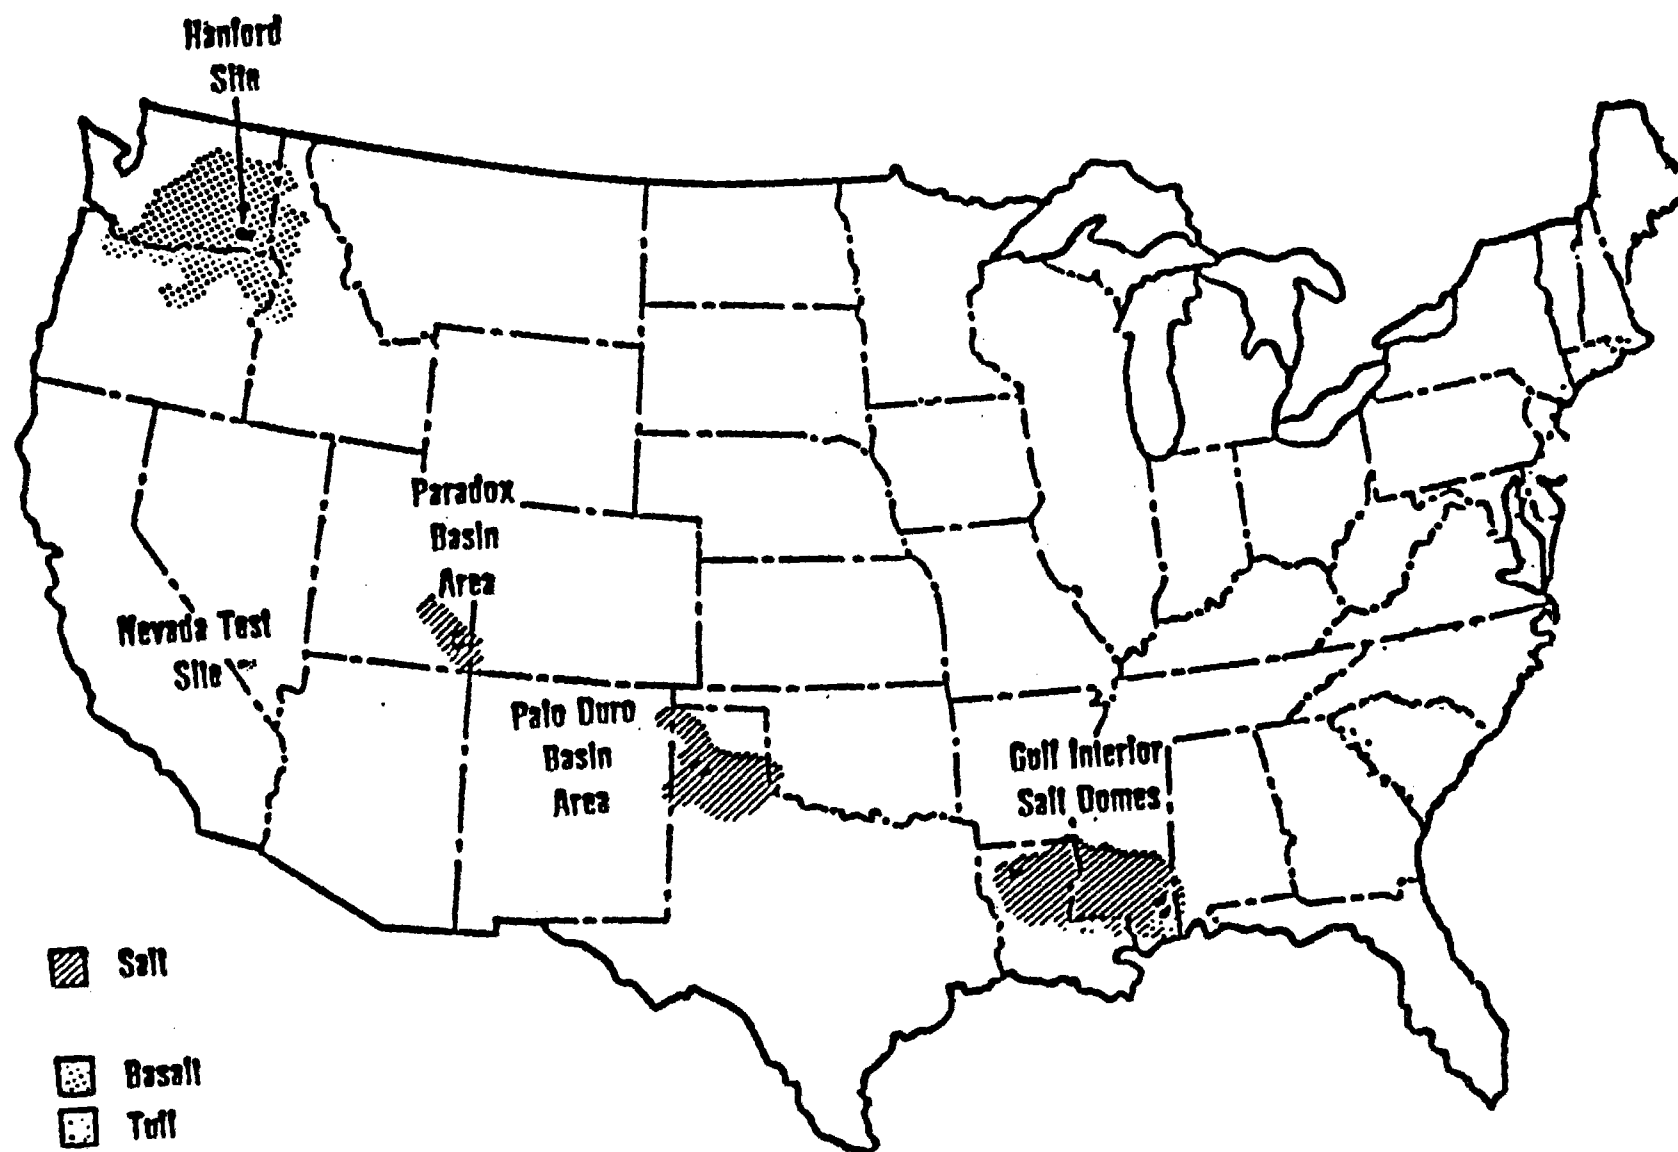 Hanford
Site
Paradox
Basin
Area
Nevada Test
Site
Palo Duro
Basin
Area
Gulf Interior
Salt Domes
Salt
Basalt
Tuff